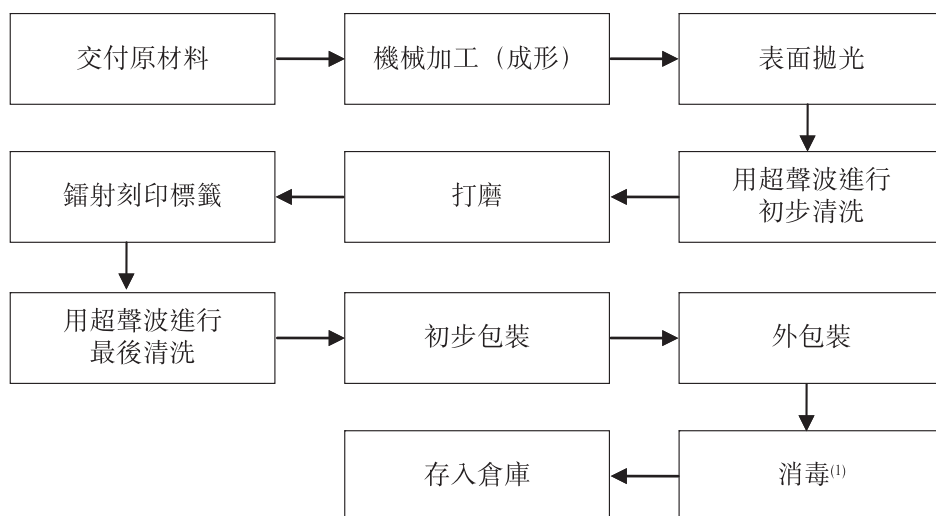 交付原材料
機械加工（成形）
表面拋光
用超聲波進行
初步清洗
打磨
鐳射刻印標籤
用超聲波進行
最後清洗
初步包裝
外包裝
消毒(1)
存入倉庫